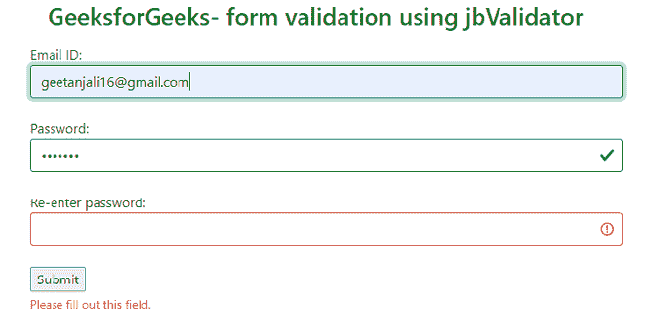 GeeksforGeeks- form validation using jbValidator
Email ID:
geetanjali16@gmail.com
Password:
•••••••
Re-enter password:
Submit
Please fill out this field.